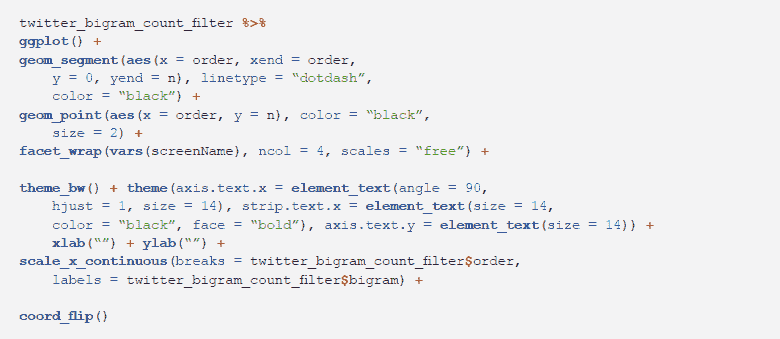 twitter_bigram_count_filter %>%
ggplot() +
geom_segment(aes(x = order, xend = order,
y = 0, yend = n), linetype = “dotdash”,
color = “black”) +
geom_point(aes(x = order, y = n), color = “black”,
size = 2) +
facet_wrap(vars(screenName), ncol = 4, scales = “free”) +
theme_bw() + theme(axis.text.x = element_text(angle = 90,
hjust = 1, size = 14), strip.text.x = element_text(size = 14,
color = “black”, face = “bold”), axis.text.y = element_text(size = 14)) +
xlab(“”) + ylab(“”) +
scale_x_continuous(breaks = twitter_bigram_count_filter$order,
labels = twitter_bigram_count_filter$bigram) +
coord_flip()